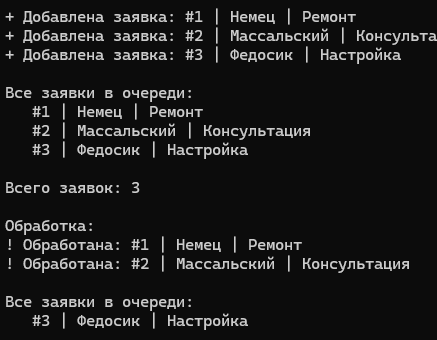 + Добавлена заявка: #1 | Немец | Ремонт
+ Добавлена заявка: #2 | Массальский | Консульта
+ Добавлена заявка: #3 | Федосик | Настройка
Все заявки в очереди:
#1 | Немец | Ремонт
#2 | Массальский | Консультация
#3 | Федосик | Настройка
Всего заявок: 3
Обработка:
! Обработана: #1 | Немец | Ремонт
! Обработана: #2 | Массальский | Консультация
Все заявки в очереди:
#3 | Федосик | Настройка